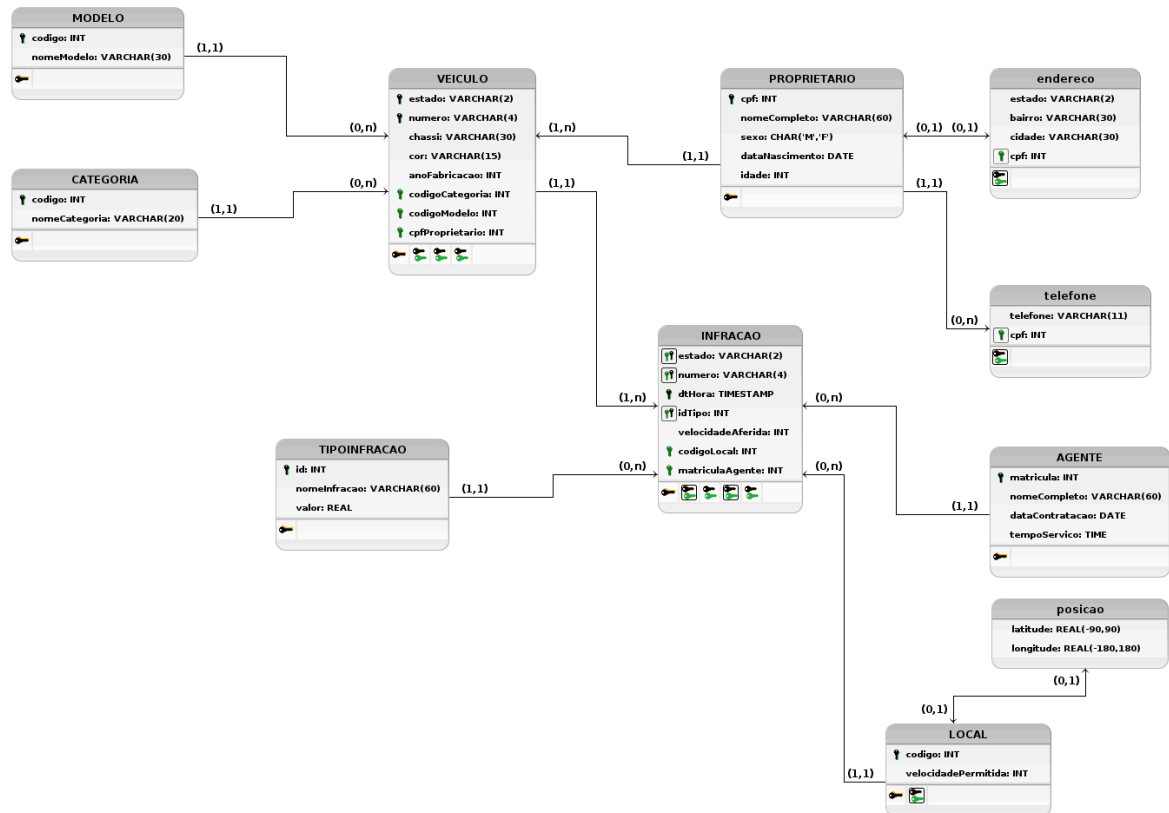 MODELO
codigo: INT
nomeModelo: VARCHAR(30)
(1,1)
(0,n)
CATEGORIA
codigo: INT
nomeCategoria: VARCHAR(20)
(1,1)
(0,n)
VEICULO
estado: VARCHAR(2)
numero: VARCHAR(4)
chassi: VARCHAR(30)
cor: VARCHAR(15)
anoFabricacao: INT
codigoCategoria: INT
codigoModelo: INT
cpfProprietario: INT
(1,n)
(1,1)
(1,1)
PROPRIETARIO
cpf: INT
nomeCompleto: VARCHAR(60)
sexo: CHAR('M','F')
dataNascimento: DATE
idade: INT
(0,1) (0,1)
(1,1)
endereco
estado: VARCHAR(2)
bairro: VARCHAR(30)
cidade: VARCHAR(30)
cpf: INT
telefone
telefone: VARCHAR(11)
cpf: INT
(0,n)
INFRACAO
estado: VARCHAR(2)
numero: VARCHAR(4)
dtHora: TIMESTAMP
idTipo: INT
velocidadeAferida: INT
codigoLocal: INT
matriculaAgente: INT
(1,n)
(0,n)
(0,n)
(0,n)
TIPOINFRACAO
id: INT
nomeInfracao: VARCHAR(60)
valor: REAL
(1,1)
AGENTE
matricula: INT
nomeCompleto: VARCHAR(60)
dataContratacao: DATE
tempoServico: TIME
(1,1)
posicao
latitude: REAL(-90,90)
longitude: REAL(-180,180)
(0,1)
(0,1)
LOCAL
codigo: INT
velocidadePermitida: INT
(1,1)